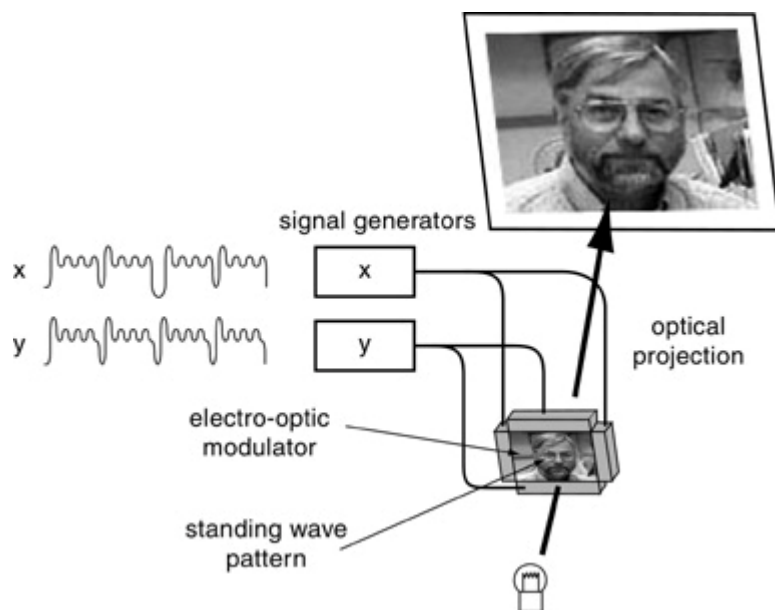 signal generators
x
x
y
y
optical
projection
electro-optic
modulator
standing wave
pattern